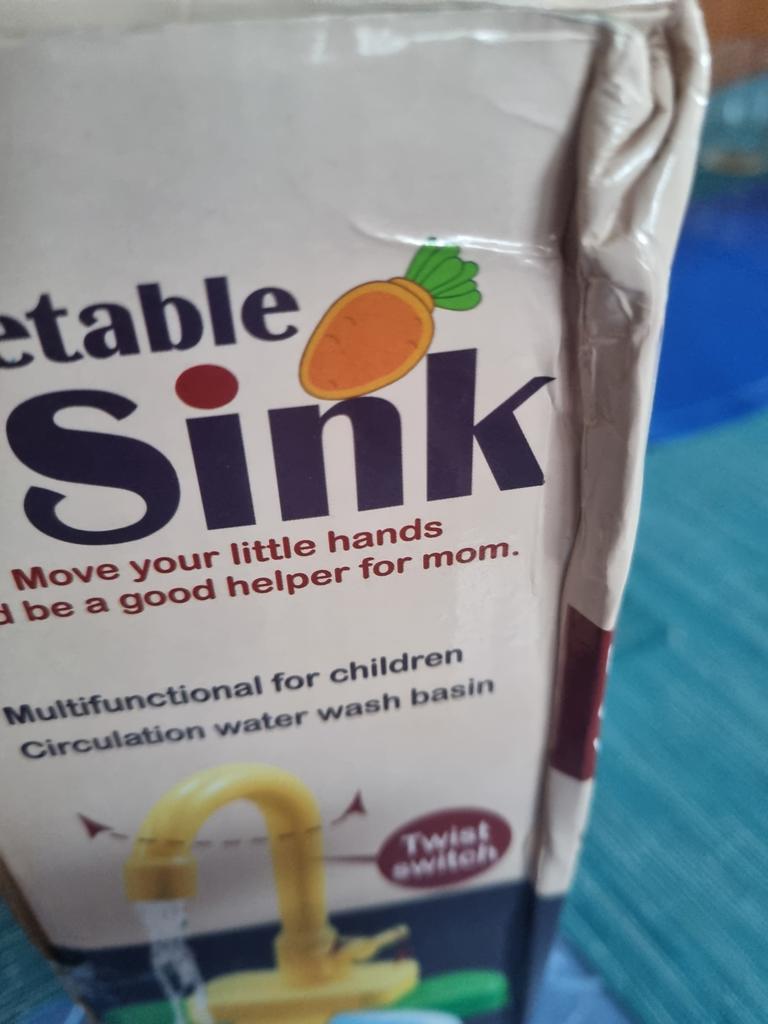 etable
Sink
Move your little hands
d be a good helper for mom.
Multifunctional for children
Circulation water wash basin
Twist
switch